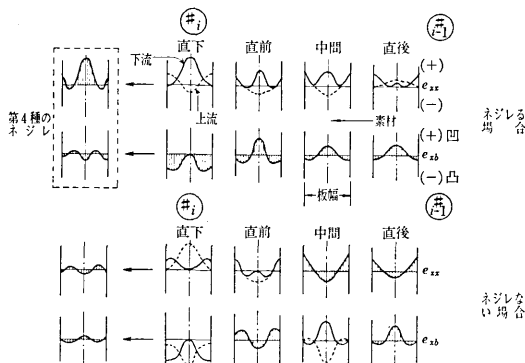 #i
#i-1
直下
直前
中間
直後
下流
上流
(+)
exx
(−)
素材
(+)凹
exb
(−)凸
板幅
第4種の
ネジレ
ネジレる
場合
#i
#i-1
直下
直前
中間
直後
exx
exb
ネジレな
い場合